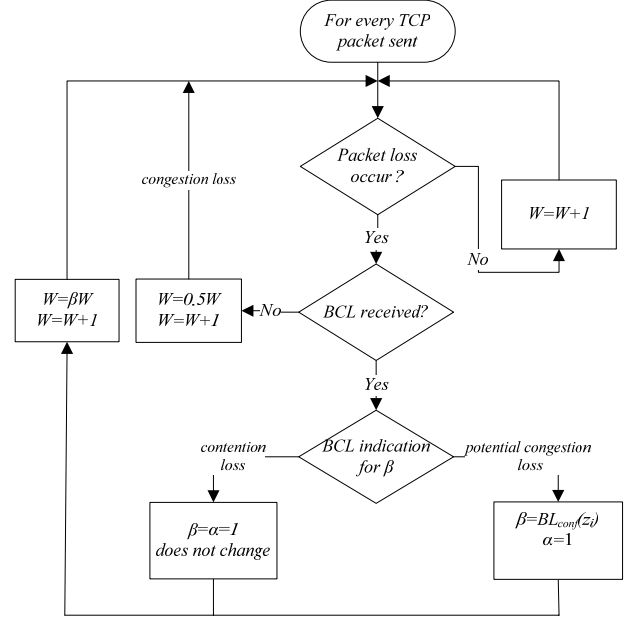 For every TCP
packet sent
Packet loss
occur ?
congestion loss
W=W+1
Yes
No
W=βW
W=W+1
W=0.5W
W=W+1
No
BCL received?
Yes
BCL indication
for β
contention
loss
potential congestion
loss
β=α=1
does not change
β=BLconf(zi)
α=1